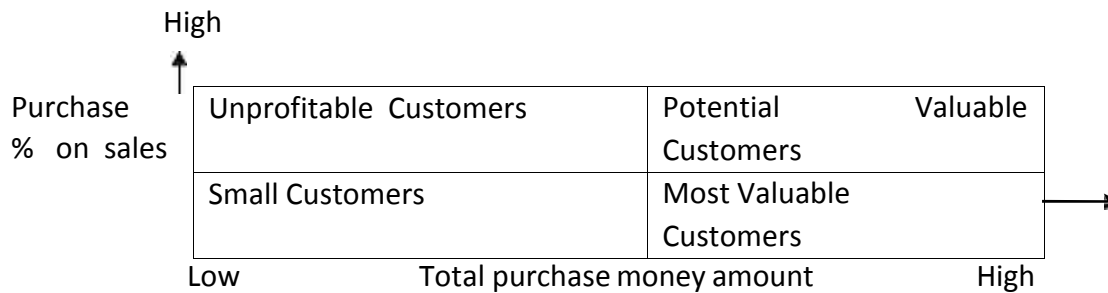 High
Purchase
% on sales
Unprofitable Customers
Potential Valuable
Customers
Small Customers
Most Valuable
Customers
Low Total purchase money amount High